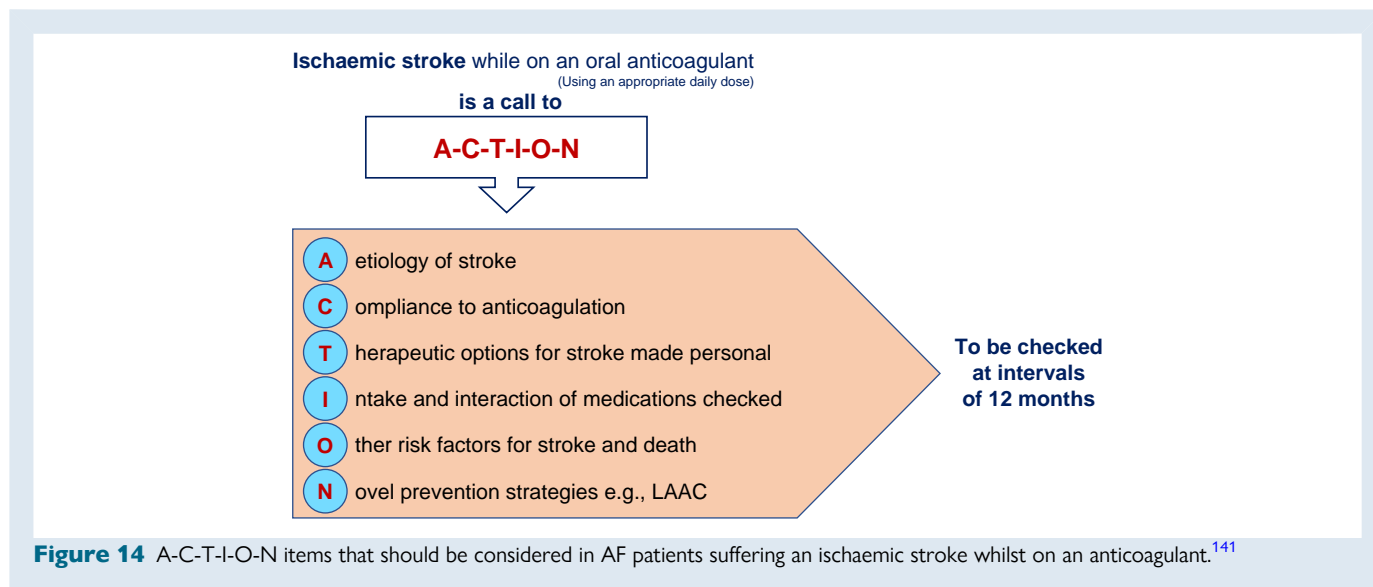 Ischaemic stroke while on an oral anticoagulant
(Using an appropriate daily dose)
is a call to
A-C-T-I-O-N
A etiology of stroke
C ompliance to anticoagulation
T herapeutic options for stroke made personal
I ntake and interaction of medications checked
O ther risk factors for stroke and death
N ovel prevention strategies e.g., LAAC
To be checked
at intervals
of 12 months
Figure 14 A-C-T-I-O-N items that should be considered in AF patients suffering an ischaemic stroke whilst on an anticoagulant.141